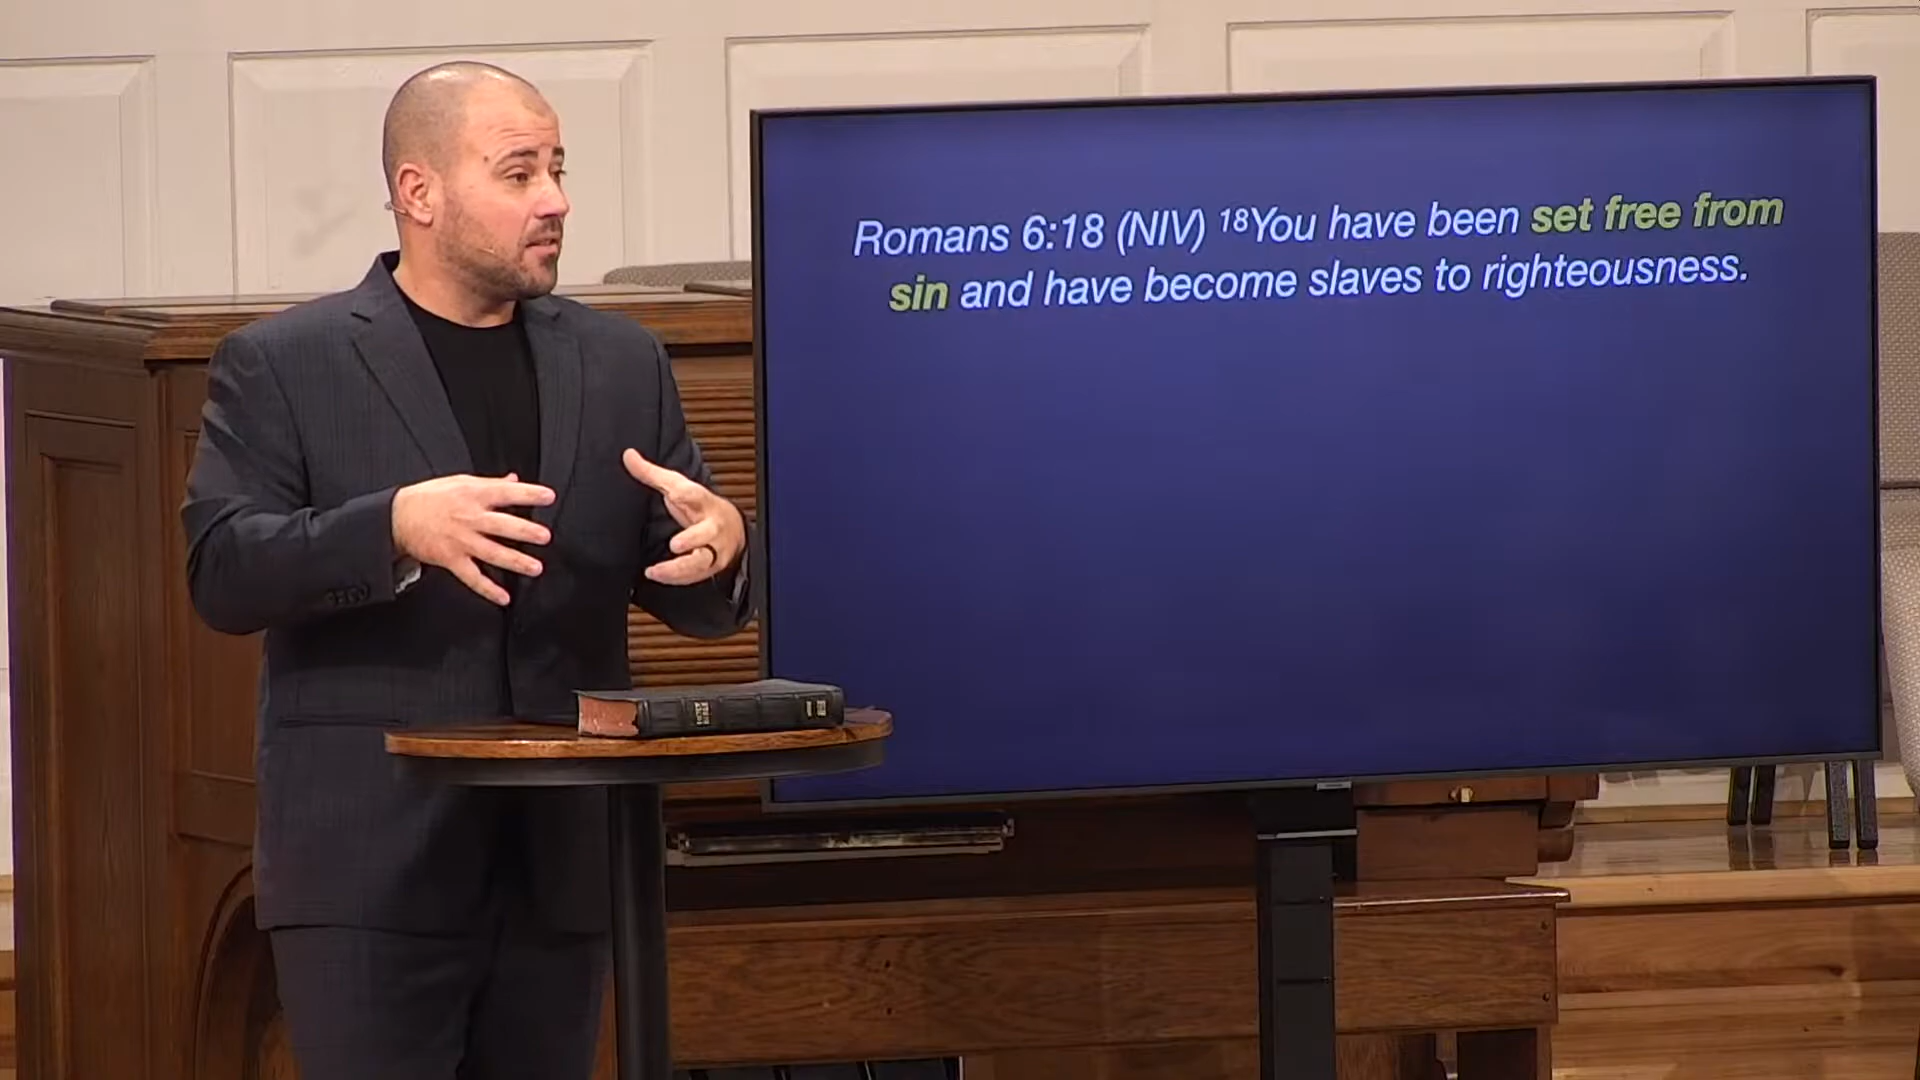 Romans 6:18 (NIV) 18You have been set free from
sin and have become slaves to righteousness.